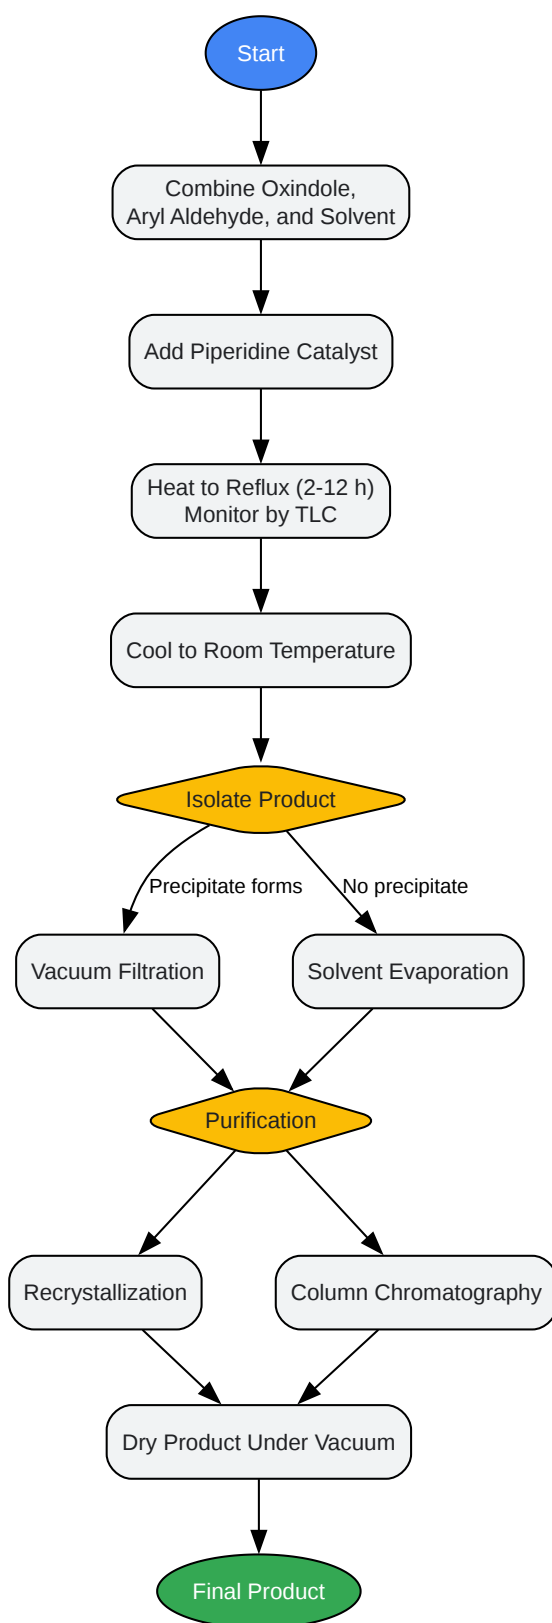 Start
Combine Oxindole,
Aryl Aldehyde, and Solvent
Add Piperidine Catalyst
Heat to Reflux (2-12 h)
Monitor by TLC
Cool to Room Temperature
Isolate Product
Precipitate forms
No precipitate
Vacuum Filtration
Solvent Evaporation
Purification
Recrystallization
Column Chromatography
Dry Product Under Vacuum
Final Product